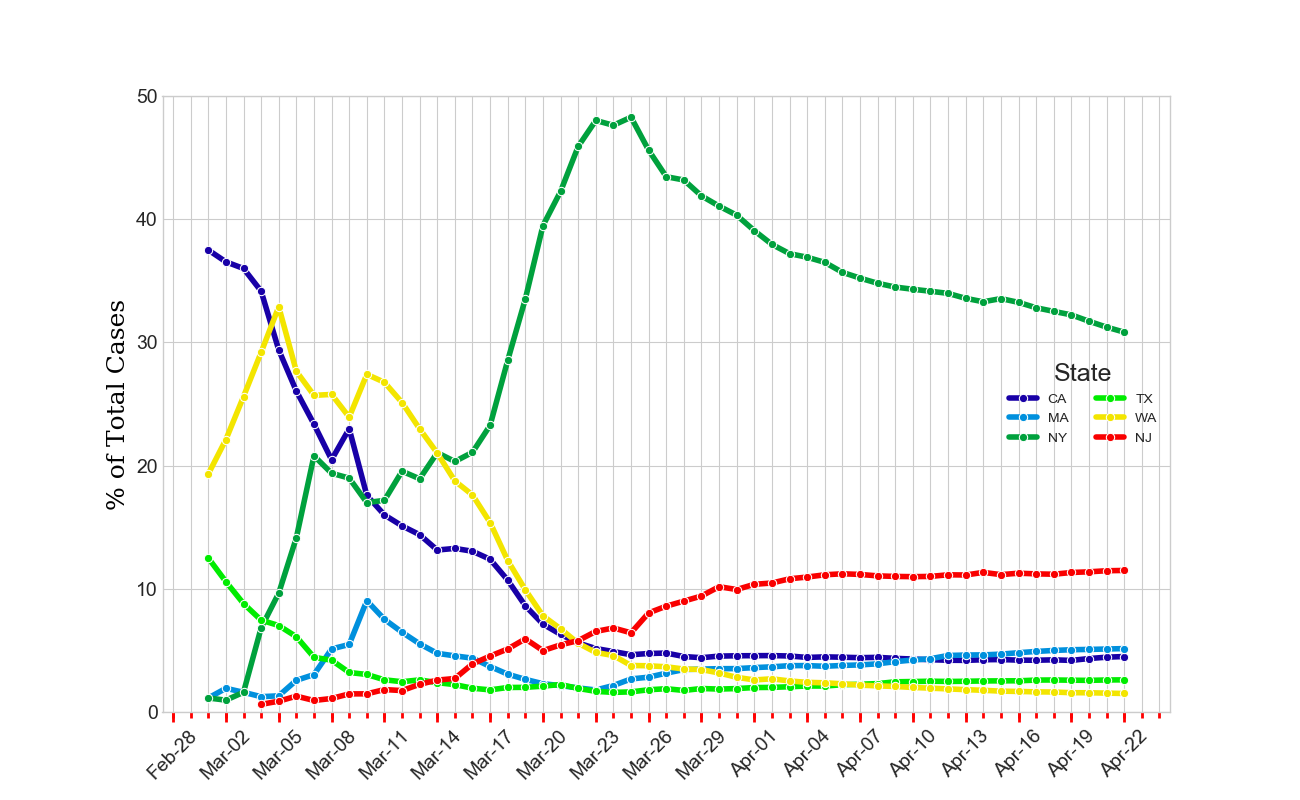 50
40
30
20
10
0
% of Total Cases
State
CA TX
MA WA
NY NJ
Feb-28 Mar-02 Mar-05 Mar-08 Mar-11 Mar-14 Mar-17 Mar-20 Mar-23 Mar-26 Mar-29 Apr-01 Apr-04 Apr-07 Apr-10 Apr-13 Apr-16 Apr-19 Apr-22